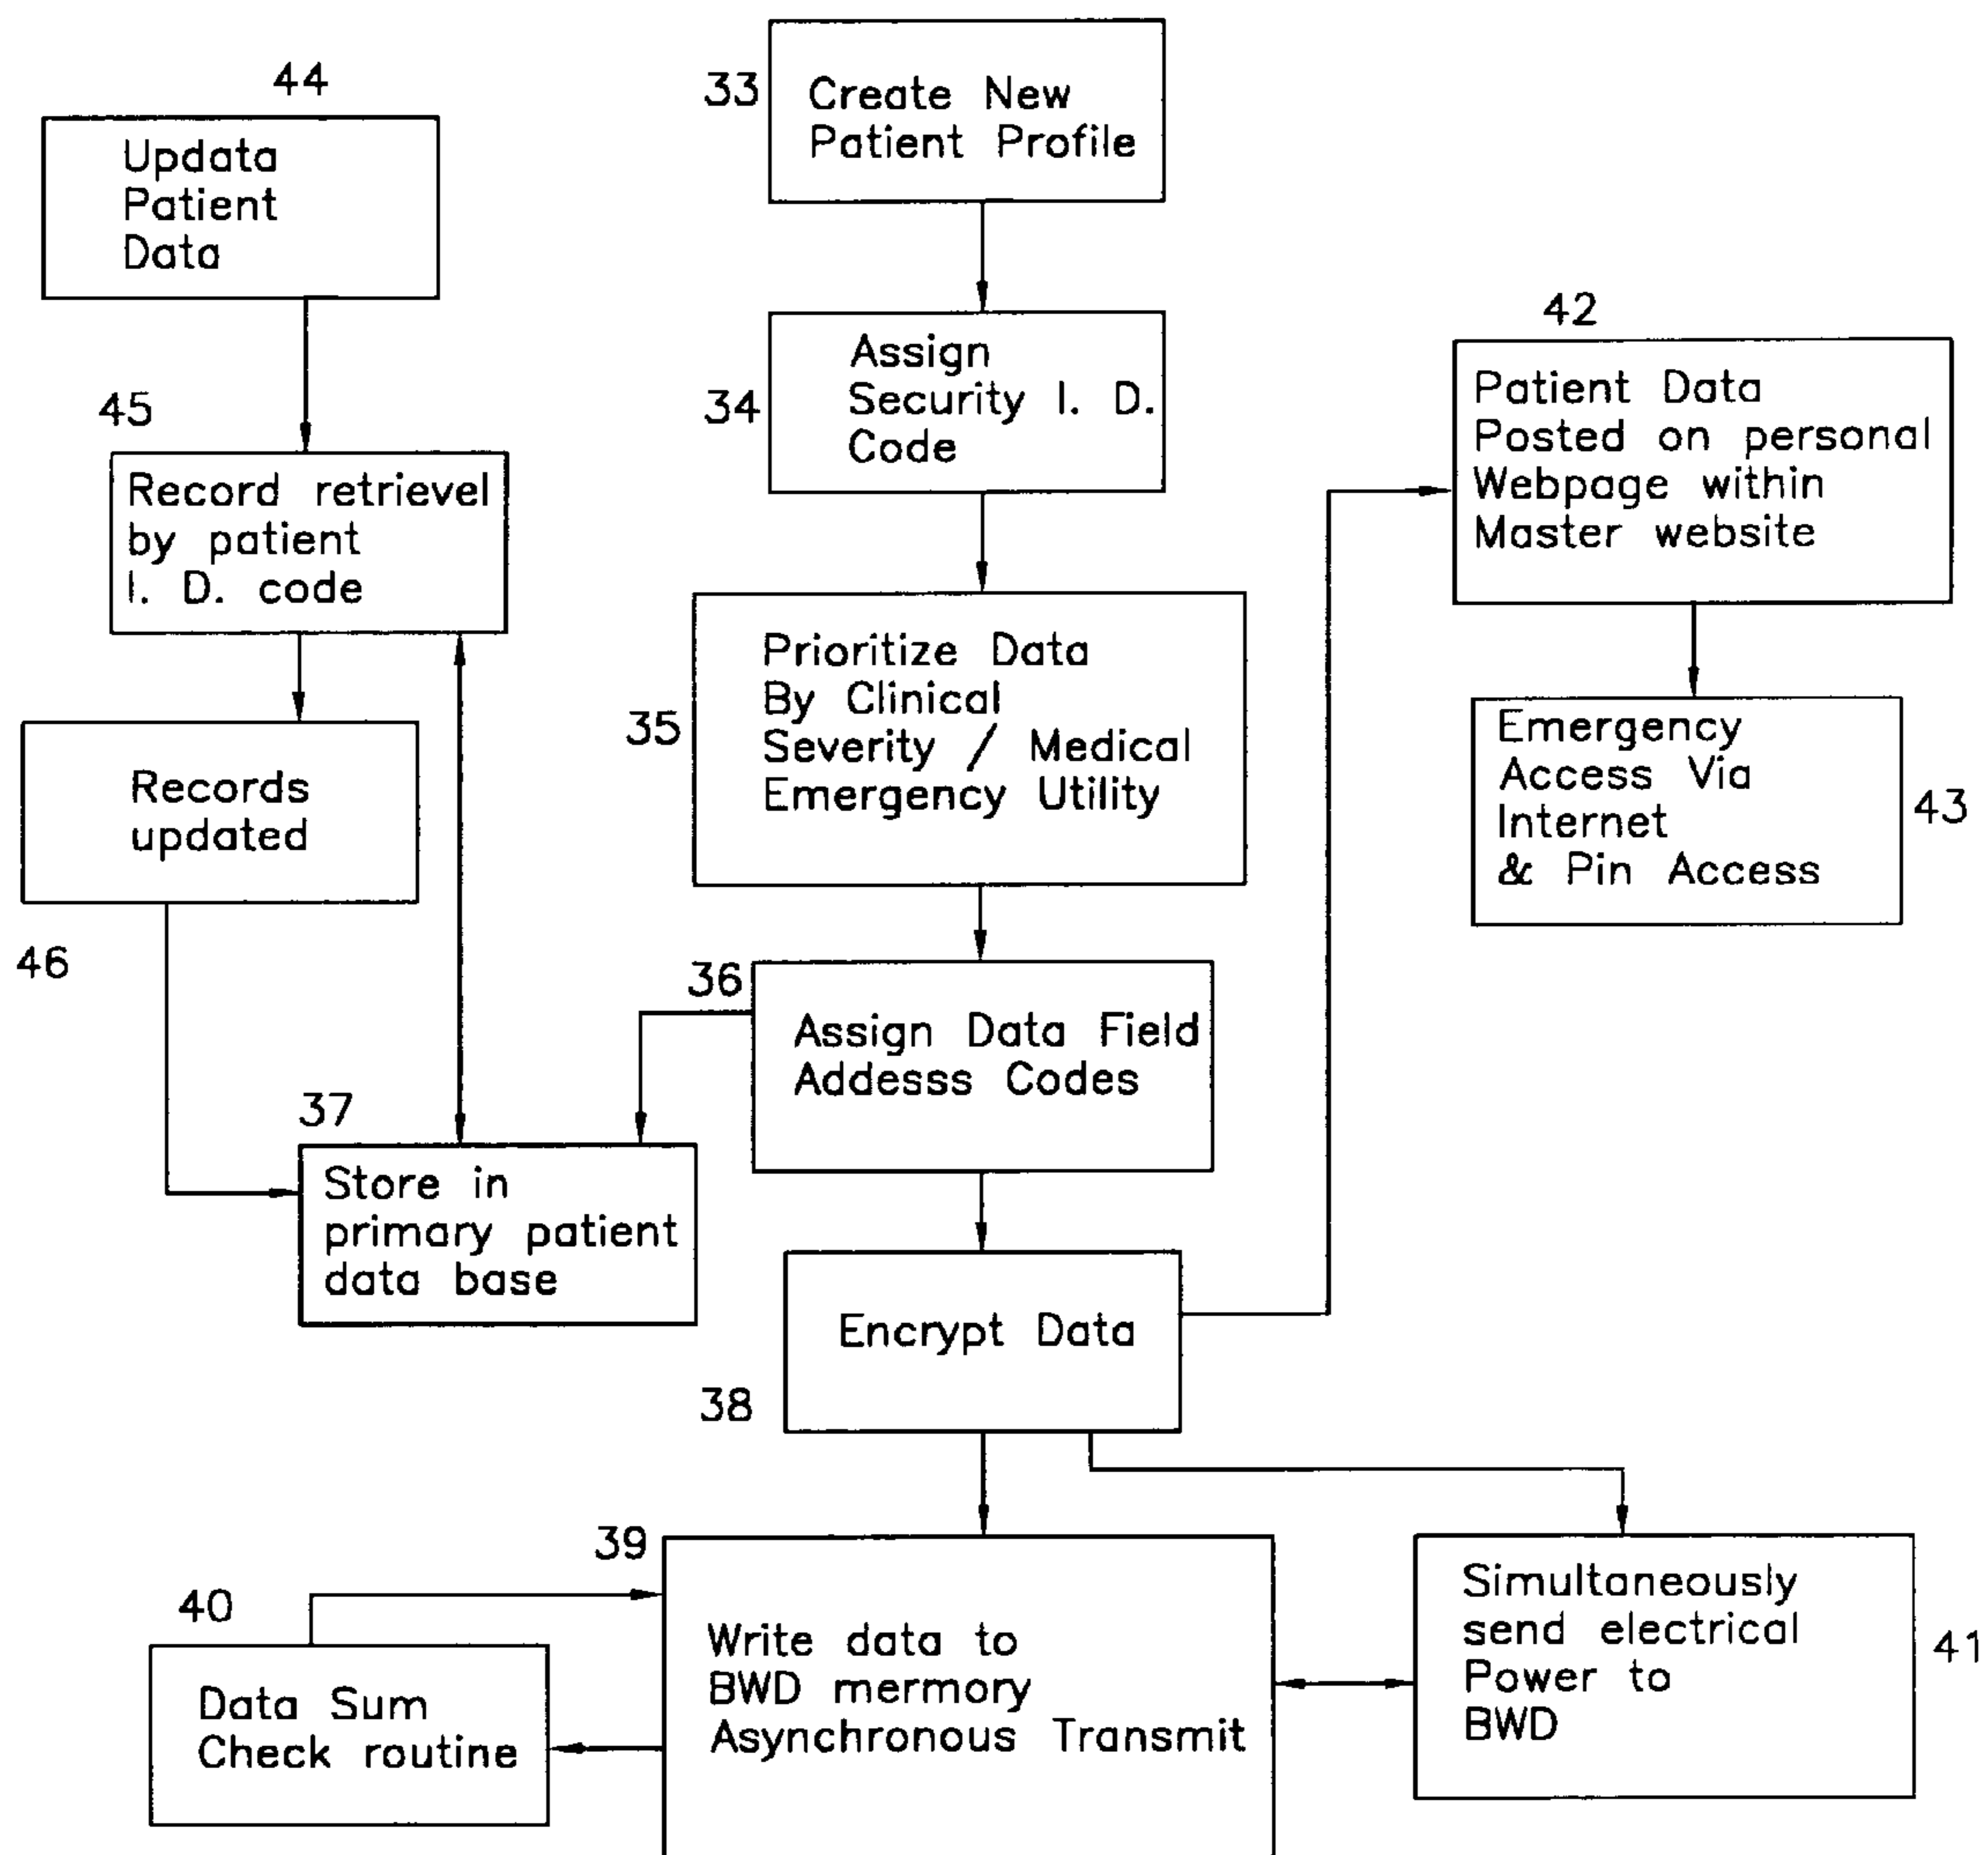 44
Updata
Patient
Data
33
Create New
Patient Profile
34
Assign
Security I. D.
Code
42
Patient Data
Posted on personal
Webpage within
Master website
45
Record retrievel
by patient
I. D. code
35
Prioritize Data
By Clinical
Severity / Medical
Emergency Utility
Emergency
Access Via
Internet
& Pin Access
43
Records
updated
46
36
Assign Data Field
Addesss Codes
37
Store in
primary patient
data base
Encrypt Data
38
39
Write data to
BWD mermory
Asynchronous Transmit
40
Data Sum
Check routine
Simultaneously
send electrical
Power to
BWD
41